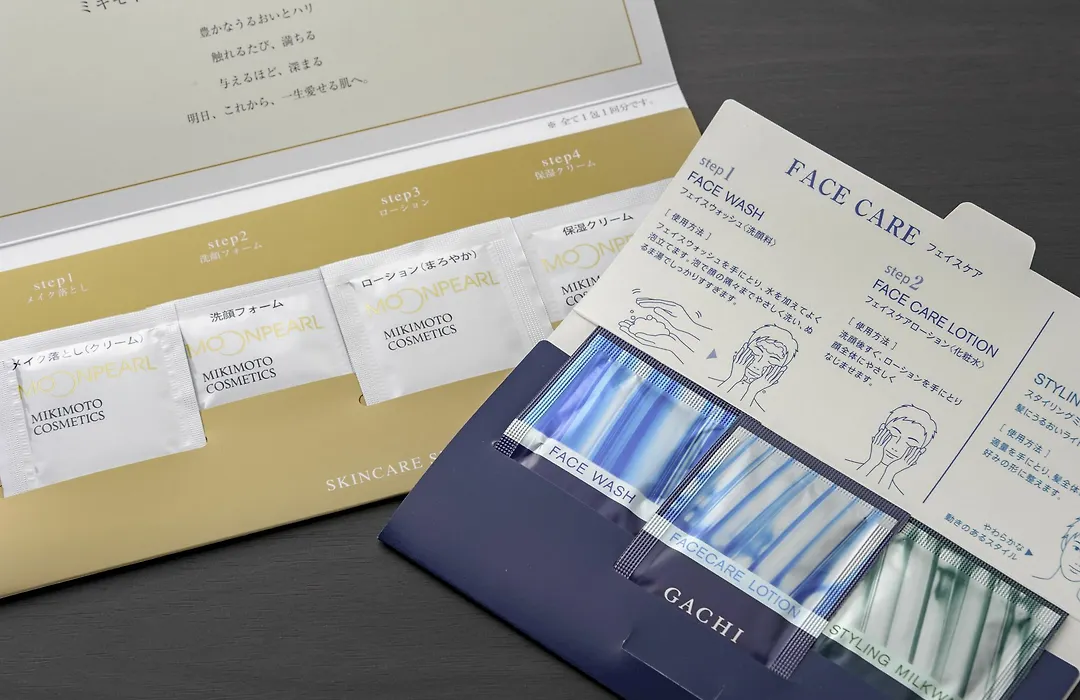 豊かなうるおいとハリ
触れるたび、満ちる
与えるほど、深まる
明日、これから、一生愛せる肌へ。
※ 全て1包1回分です。
step1
メイク落とし
step2
洗顔フォーム
step3
ローション
step4
保湿クリーム
メイク落とし(クリーム)
MOONPEARL
MIKIMOTO
COSMETICS
洗顔フォーム
MOONPEARL
MIKIMOTO
COSMETICS
ローション(まろやか)
MOONPEARL
MIKIMOTO
COSMETICS
保湿クリーム
SKINCARE
FACE CARE フェイスケア
step1
FACE WASH
フェイスウォッシュ〈洗顔料〉
[ 使用方法 ]
フェイスウォッシュを手にとり、水を加えてよく
泡立てます。泡で顔の隅々までやさしく洗い、ぬ
るま湯でしっかりすすぎます。
step2
FACE CARE LOTION
フェイスケアローション〈化粧水〉
[ 使用方法 ]
洗顔後すぐ、ローションを手にとり
顔全体にやさしく
なじませます。
[ 使用方法 ]
やわらかな
動きのあるスタイル
FACE WASH
FACECARE LOTION
STYLING
GACHI